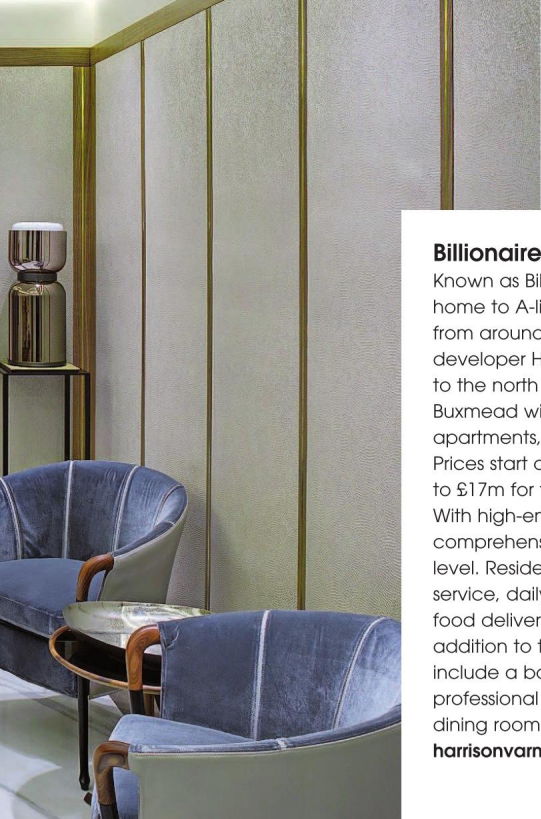 Billionaire
Known as Bil
home to A-li
from around
developer H
to the north
Buxmead wi
apartments,
Prices start a
to £17m for t
With high-en
comprehens
level. Reside
service, daily
food deliver
addition to t
include a ba
professional
dining room
harrisonvarn